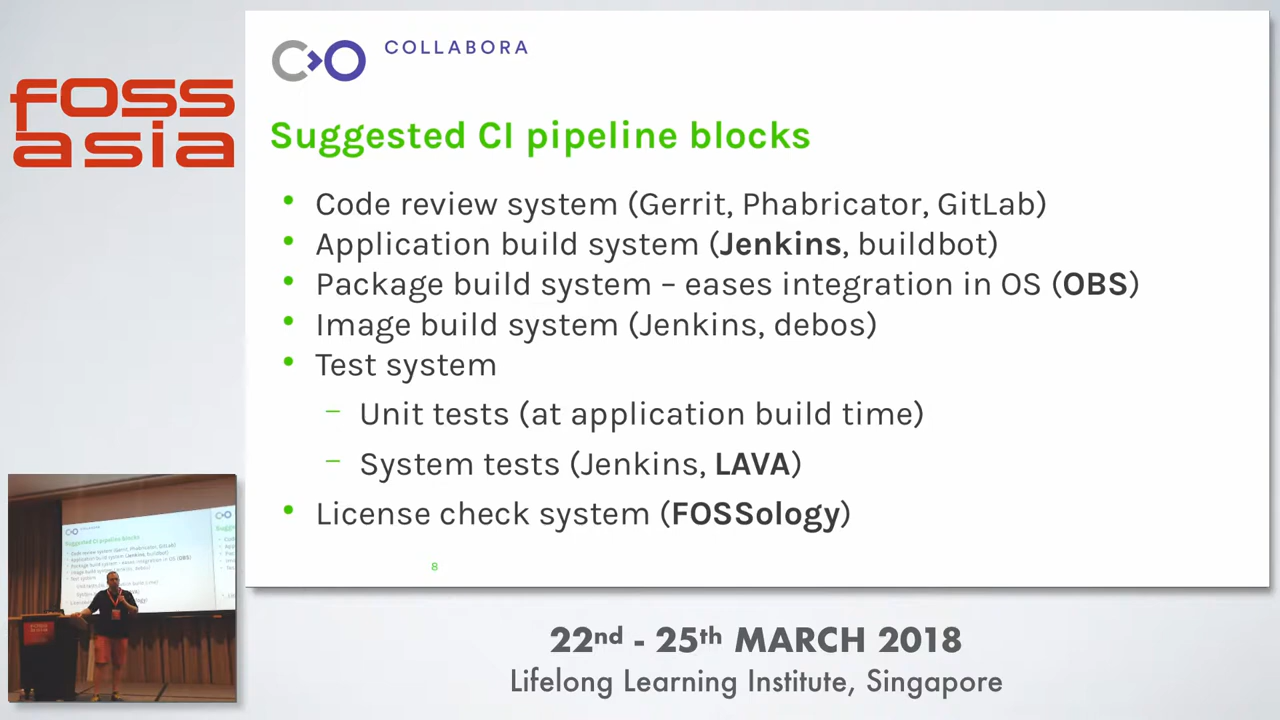 foss
asia
COLLABORA
Suggested CI pipeline blocks
• Code review system (Gerrit, Phabricator, GitLab)
• Application build system (Jenkins, buildbot)
• Package build system – eases integration in OS (OBS)
• Image build system (Jenkins, debos)
• Test system
– Unit tests (at application build time)
– System tests (Jenkins, LAVA)
• License check system (FOSSology)
8
22nd - 25th MARCH 2018
Lifelong Learning Institute, Singapore